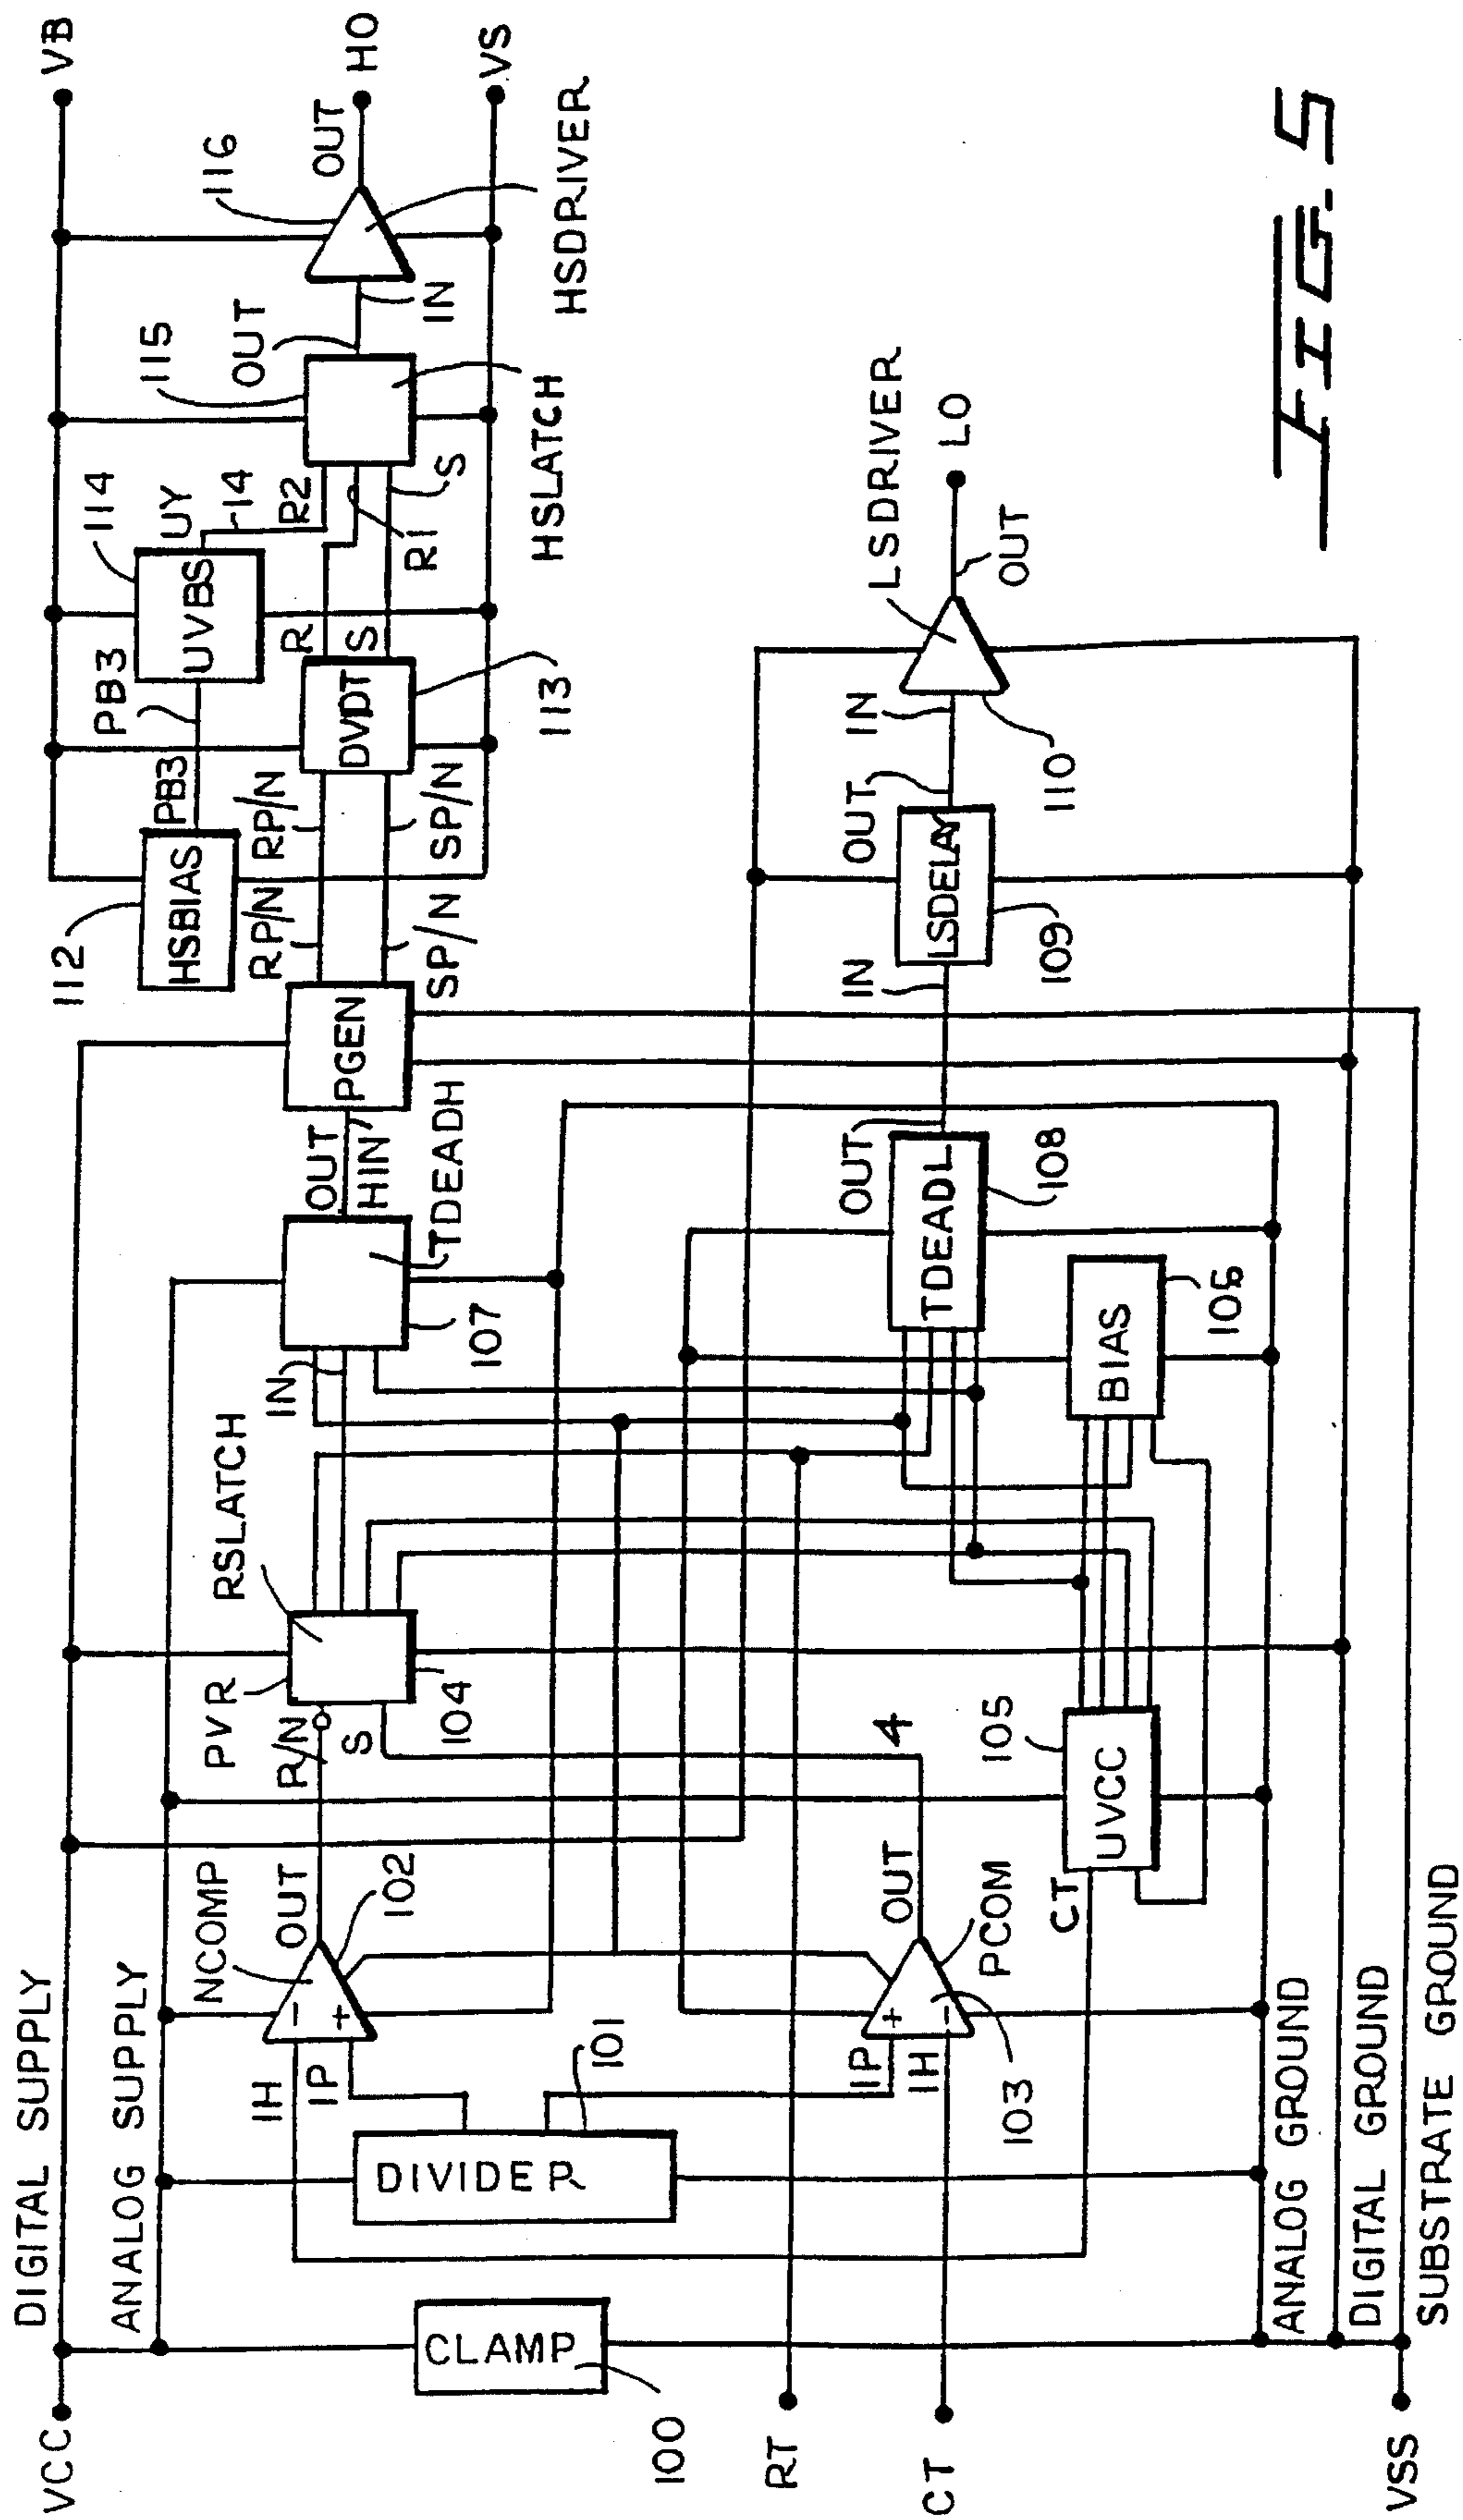 VCC
DIGITAL SUPPLY
ANALOG SUPPLY
CLAMP
100
RT
CT
VSS
DIVIDER
101
IH
IP
NCOMP
OUT
102
-
+
IP
IH
+
-
103
PCOM
OUT
4
R/N
S
PVR
104
RSLATCH
CT
UVCC
105
BIAS
106
IN
107
TDEADH
OUT
HIN
PGEN
TDEADL
108
OUT
IN
LSDELAY
109
OUT
IN
110
LSDRIVER
OUT
LO
RP/N
SP/N
RP/N
SP/N
112
HSBIAS
PB3
PB3
DVDT
113
R
S
UVBS
114
UY
14
R2
R1
S
HSLATCH
115
OUT
IN
116
HSDRIVER
OUT
VB
HO
VS
ANALOG GROUND
DIGITAL GROUND
SUBSTRATE GROUND
FIG. 5